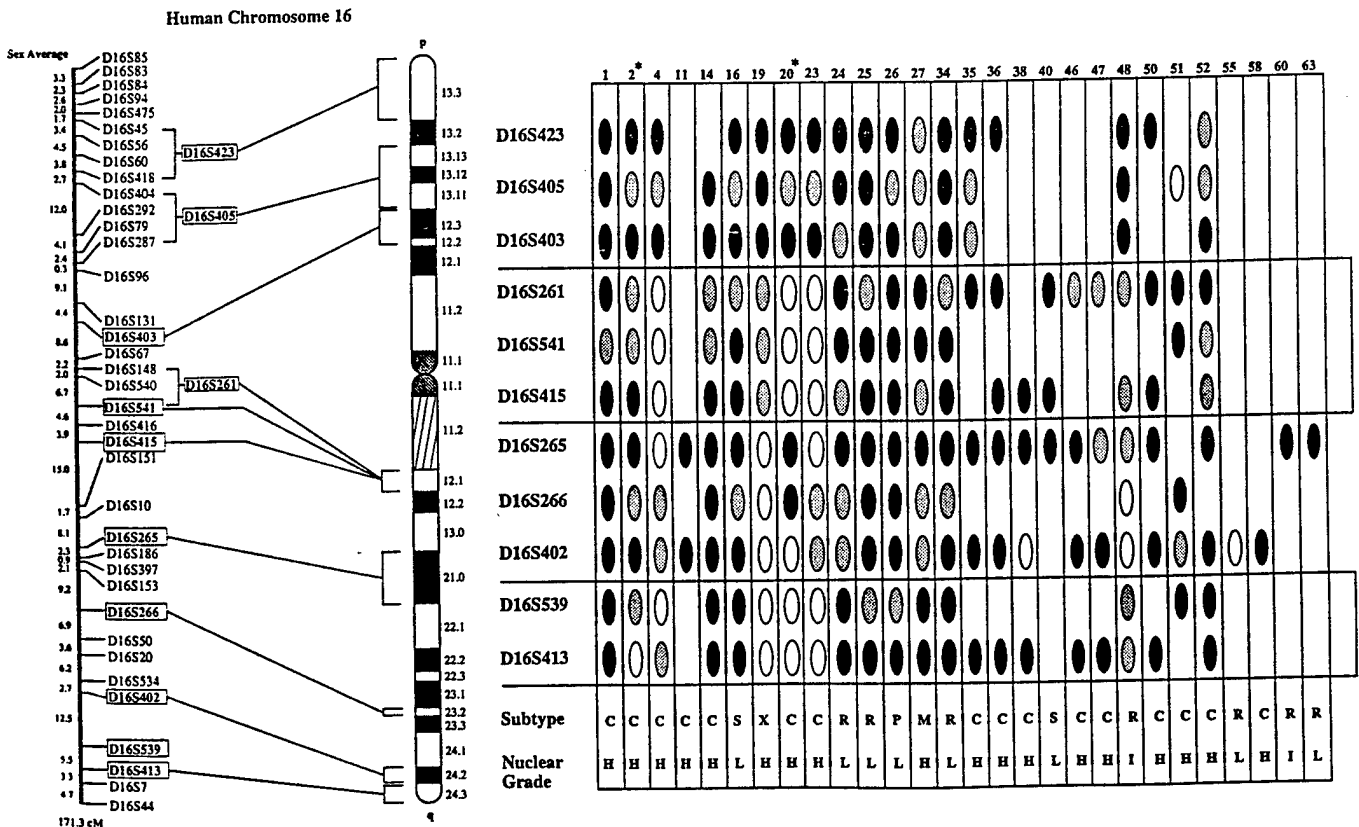 Human Chromosome 16
Sex Average
D16S85
D16S83
D16S84
D16S94
D16S475
D16S45
D16S56
D16S60
D16S418
D16S404
D16S292
D16S79
D16S287
D16S96
D16S131
D16S403
D16S67
D16S148
D16S540
D16S541
D16S416
D16S415
D16S151
D16S10
D16S265
D16S186
D16S397
D16S153
D16S266
D16S50
D16S20
D16S534
D16S402
D16S539
D16S413
D16S7
D16S44
3.3
2.3
2.6
2.0
1.7
3.4
4.5
3.8
2.7
12.0
4.1
2.4
0.3
9.1
4.4
8.6
2.2
2.0
6.7
4.6
3.9
15.0
1.7
8.1
2.3
0.9
2.1
9.2
6.9
3.6
6.2
2.7
12.5
5.5
3.5
4.7
171.3 cM
D16S423
D16S405
D16S261
p
13.3
13.2
13.13
13.12
13.11
12.3
12.2
12.1
11.2
11.1
11.1
11.2
12.1
12.2
13.0
21.0
22.1
22.2
22.3
23.1
23.2
23.3
24.1
24.2
24.3
q
1 2* 4 11 14 16 19 20* 23 24 25 26 27 34 35 36 38 40 46 47 48 50 51 52 55 58 60 63
D16S423
D16S405
D16S403
D16S261
D16S541
D16S415
D16S265
D16S266
D16S402
D16S539
D16S413
Subtype C C C C C S X C C R R P M R C C C S C C R C C C R C R R
Nuclear Grade H H H H H L H H H L L L H L H H H L H H I H H H L H I L